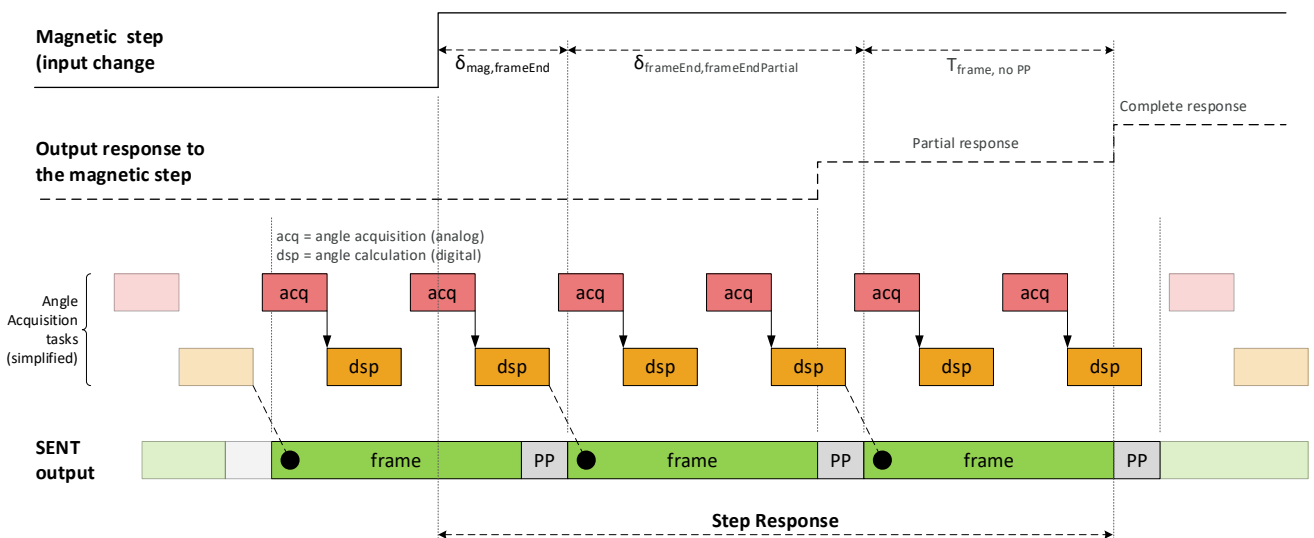 Magnetic step
(input change
δmag,frameEnd
δframeEnd,framEndPartial
Tframe, no PP
Complete response
Output response to
the magnetic step
Partial response
acq = angle acquisition (analog)
dsp = angle calculation (digital)
Angle
Acquisition
tasks
(simplified)
acq
acq
acq
acq
acq
acq
dsp
dsp
dsp
dsp
dsp
dsp
SENT
output
frame
PP
frame
PP
frame
PP
Step Response